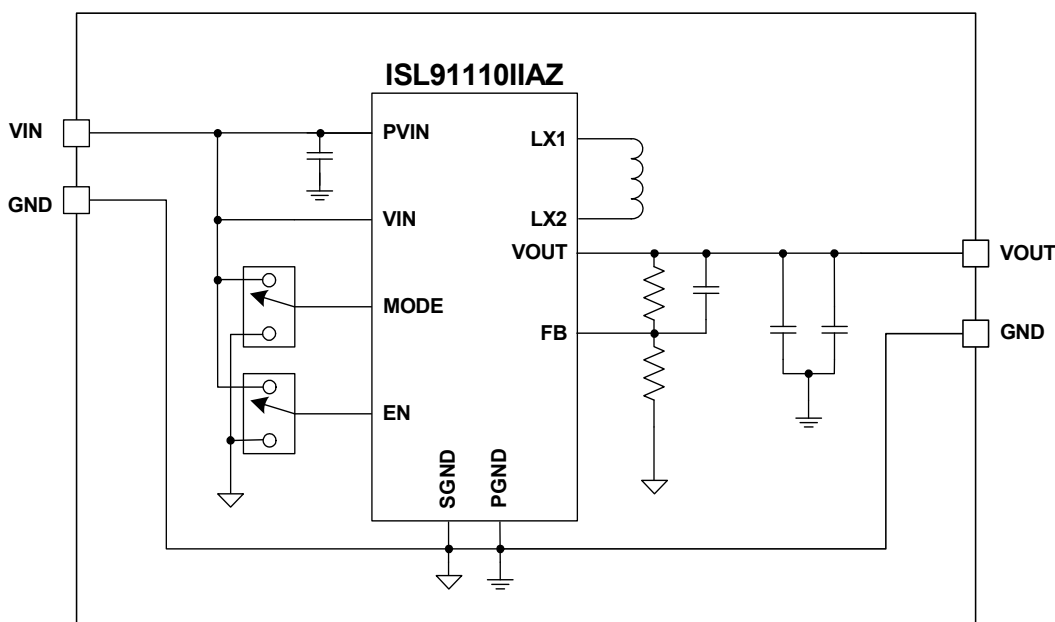 ISL91110IIAZ
VIN
PVIN
LX1
GND
VIN
LX2
VOUT
VOUT
MODE
FB
GND
EN
SGND
PGND